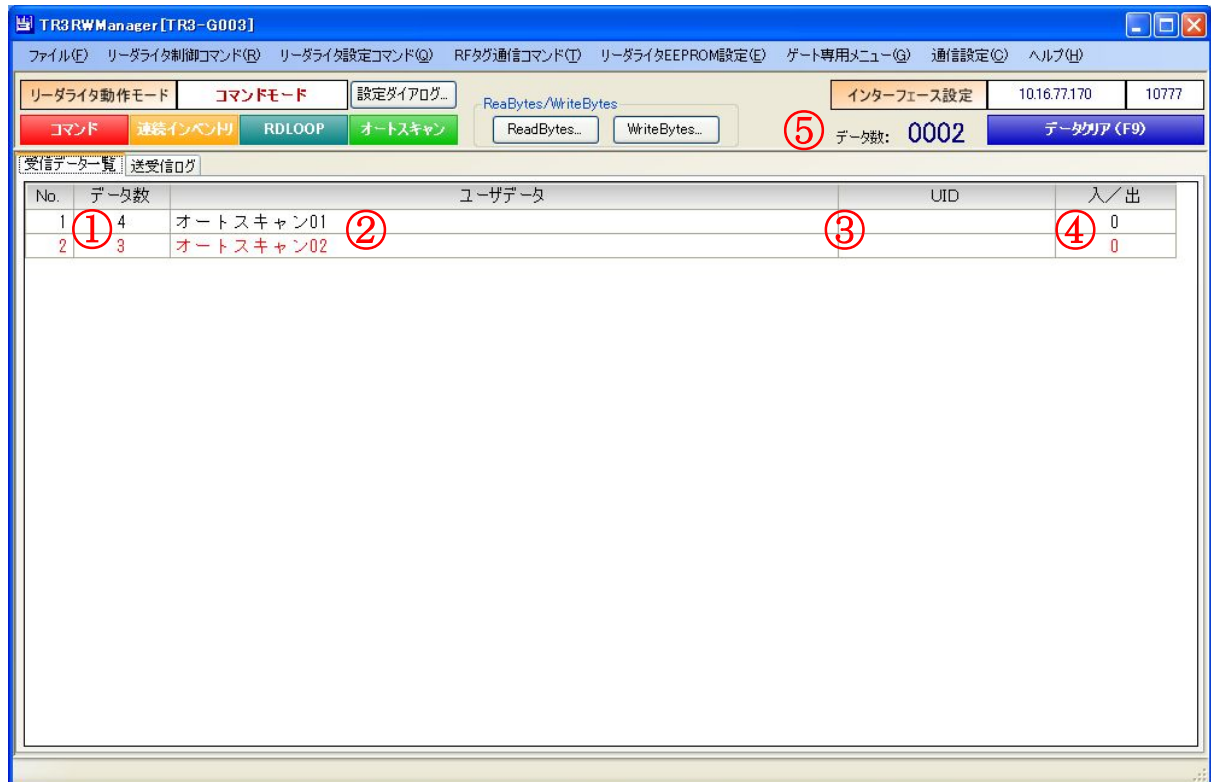 TR3RWManager[TR3-G003]
ファイル(F) リーダライタ制御コマンド(R) リーダライタ設定コマンド(Q) RFタグ通信コマンド(T) リーダライタEEPROM設定(E) ゲート専用メニュー(G) 通信設定(C) ヘルプ(H)
リーダライタ動作モード コマンドモード 設定ダイアログ... ReaBytes/WriteBytes インターフェース設定 10.16.77.170 10777
コマンド 連続インベントリ RDLOOP オートスキャン ReadBytes... WriteBytes... ⑤ データ数: 0002 データクリア(F9)
受信データ一覧 送受信ログ
No. データ数 ユーザデータ UID 入/出
1 ① 4 オートスキャン01 ② ③ ④ 0
2 3 オートスキャン02 0